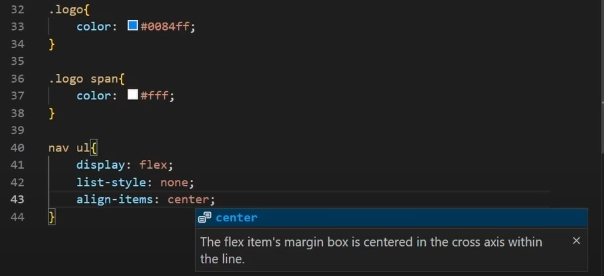 32 .logo{
33     color: #0084ff;
34 }
35
36 .logo span{
37     color: #fff;
38 }
39
40 nav ul{
41     display: flex;
42     list-style: none;
43     align-items: center;
44 }
center
The flex item's margin box is centered in the cross axis within
the line.